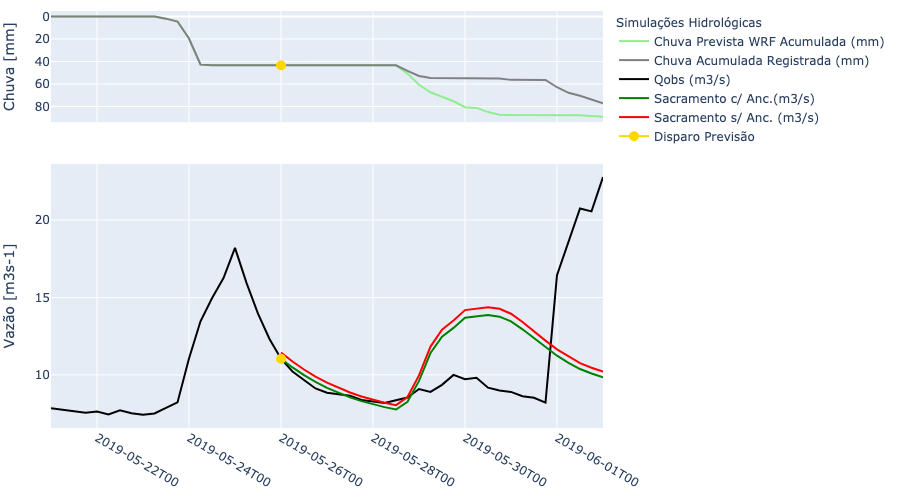 Simulações Hidrológicas
Chuva Prevista WRF Acumulada (mm)
Chuva Acumulada Registrada (mm)
Qobs (m3/s)
Sacramento c/ Anc.(m3/s)
Sacramento s/ Anc. (m3/s)
Disparo Previsão
Chuva [mm]
0
20
40
60
80
Vazão [m3s-1]
20
15
10
2019-05-22T00
2019-05-24T00
2019-05-26T00
2019-05-28T00
2019-05-30T00
2019-06-01T00